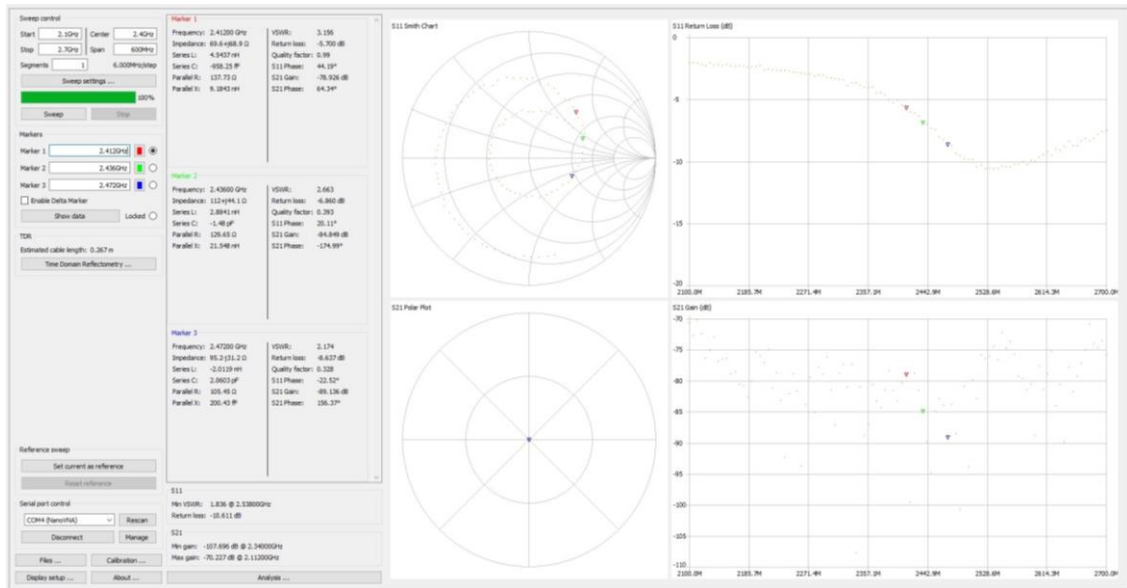 Sweep control
Start 2.1GHz Center 2.4GHz
Stop 2.7GHz Span 600MHz
Segments 1 6.000MHz/step
Sweep settings ...
100%
Sweep Stop
Markers
Marker 1 2.412GHz
Marker 2 2.436GHz
Marker 3 2.472GHz
Enable Delta Marker
Show data Locked
TDR
Estimated cable length: 0.267 m
Time Domain Reflectometry ...
Reference sweep
Set current as reference
Reset reference
Serial port control
COM4 (NanoVNA) Rescan
Disconnect Manage
Files ... Calibration ...
Display setup ... About ...
Marker 1
Frequency: 2.41200 GHz VSWR: 3.156
Impedance: 69.6+j68.9 Ω Return loss: -5.700 dB
Series L: 4.5437 nH Quality factor: 0.99
Series C: -958.25 fF S11 Phase: 44.19°
Parallel R: 137.73 Ω S21 Gain: -78.926 dB
Parallel X: 9.1843 nH S21 Phase: 64.34°
Marker 2
Frequency: 2.43600 GHz VSWR: 2.663
Impedance: 112+j44.1 Ω Return loss: -6.860 dB
Series L: 2.8841 nH Quality factor: 0.393
Series C: -1.48 pF S11 Phase: 20.11°
Parallel R: 129.65 Ω S21 Gain: -84.849 dB
Parallel X: 21.548 nH S21 Phase: -174.99°
Marker 3
Frequency: 2.47200 GHz VSWR: 2.174
Impedance: 95.2-j31.2 Ω Return loss: -8.637 dB
Series L: -2.0119 nH Quality factor: 0.328
Series C: 2.0603 pF S11 Phase: -22.52°
Parallel R: 105.45 Ω S21 Gain: -89.136 dB
Parallel X: 200.43 fF S21 Phase: 156.37°
S11
Min VSWR: 1.836 @ 2.53800GHz
Return loss: -10.611 dB
S21
Min gain: -107.696 dB @ 2.34000GHz
Max gain: -70.227 dB @ 2.11200GHz
Analysis ...
S11 Smith Chart
S11 Return Loss (dB)
0
-5
-10
-15
-20
2100.0M 2185.7M 2271.4M 2357.1M 2442.9M 2528.6M 2614.3M 2700.0M
S21 Polar Plot
S21 Gain (dB)
-70
-75
-80
-85
-90
-95
-100
-105
-110
2100.0M 2185.7M 2271.4M 2357.1M 2442.9M 2528.6M 2614.3M 2700.0M